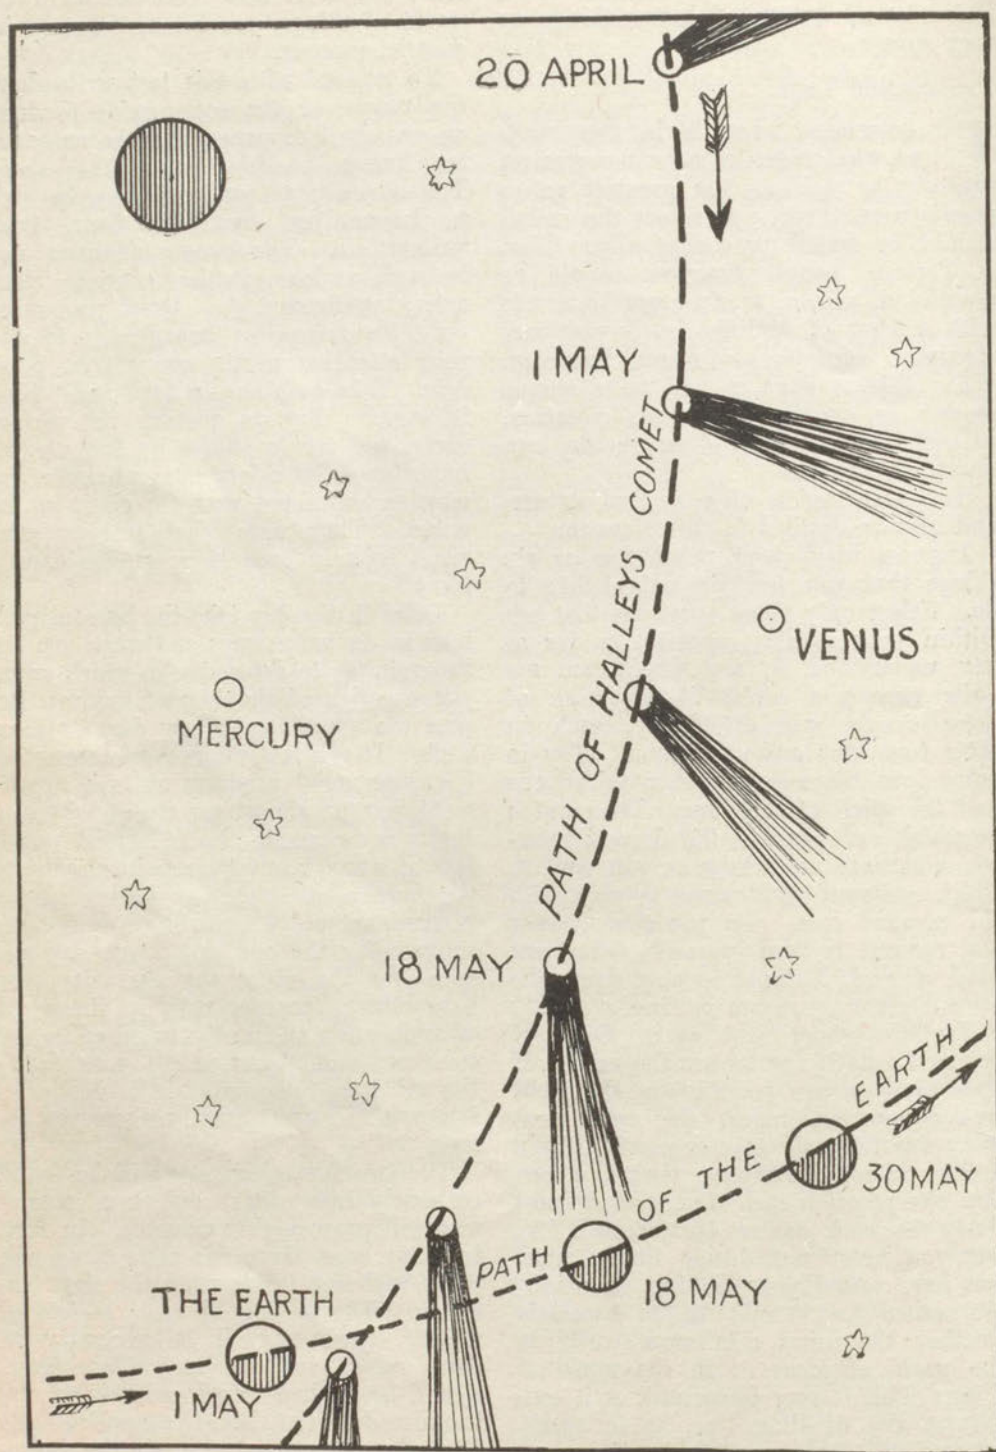 20 APRIL
1 MAY
PATH OF HALLEYS COMET
VENUS
MERCURY
18 MAY
PATH OF THE EARTH
30 MAY
18 MAY
THE EARTH
1 MAY